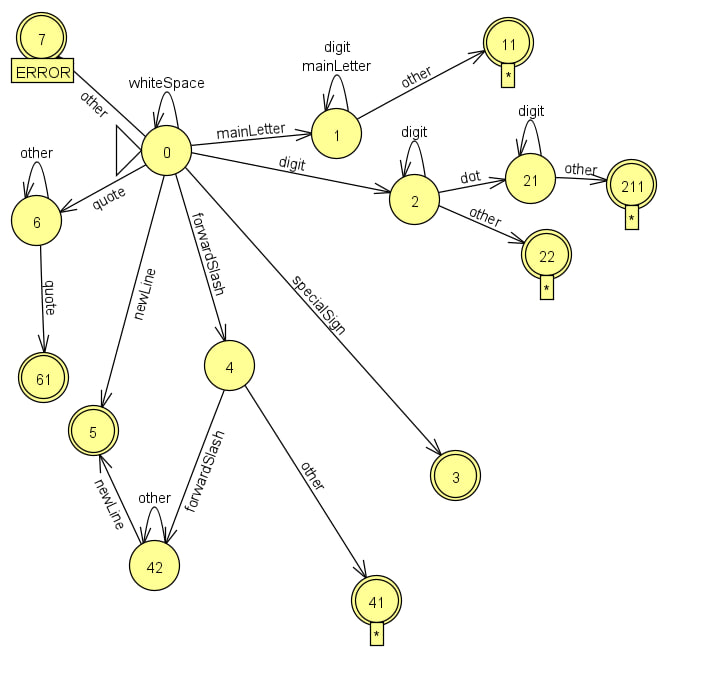 7
ERROR
other
whiteSpace
0
mainLetter
digit
mainLetter
1
other
11
*
digit
digit
2
dot
digit
21
other
211
*
other
22
*
other
6
quote
quote
61
newLine
5
forwardSlash
4
specialSign
3
forwardSlash
other
newLine
other
42
41
*